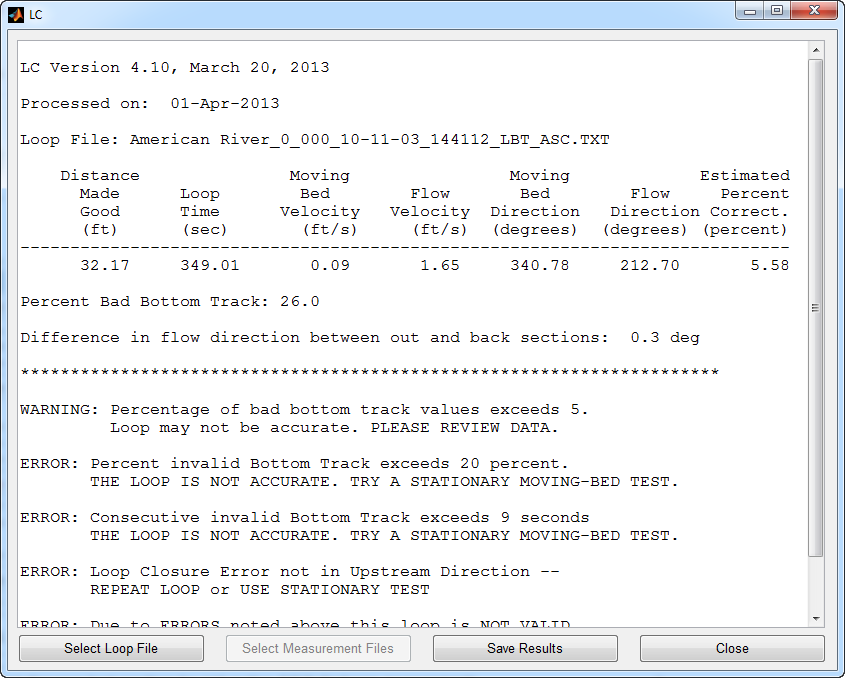 LC
LC Version 4.10, March 20, 2013
Processed on:  01-Apr-2013
Loop File: American River_0_000_10-11-03_144112_LBT_ASC.TXT
Distance Moving Moving Estimated
Made Loop Bed Flow Bed Flow Percent
Good Time Velocity Velocity Direction Direction Correct.
(ft) (sec) (ft/s) (ft/s) (degrees) (degrees) (percent)
-----------------------------------------------------------------------------
32.17 349.01 0.09 1.65 340.78 212.70 5.58
Percent Bad Bottom Track: 26.0
Difference in flow direction between out and back sections:  0.3 deg
**********************************************************************
WARNING: Percentage of bad bottom track values exceeds 5.
Loop may not be accurate. PLEASE REVIEW DATA.
ERROR: Percent invalid Bottom Track exceeds 20 percent.
THE LOOP IS NOT ACCURATE. TRY A STATIONARY MOVING-BED TEST.
ERROR: Consecutive invalid Bottom Track exceeds 9 seconds
THE LOOP IS NOT ACCURATE. TRY A STATIONARY MOVING-BED TEST.
ERROR: Loop Closure Error not in Upstream Direction --
REPEAT LOOP or USE STATIONARY TEST
ERROR: Due to ERRORS noted above this loop is NOT VALID
Select Loop File Select Measurement Files Save Results Close